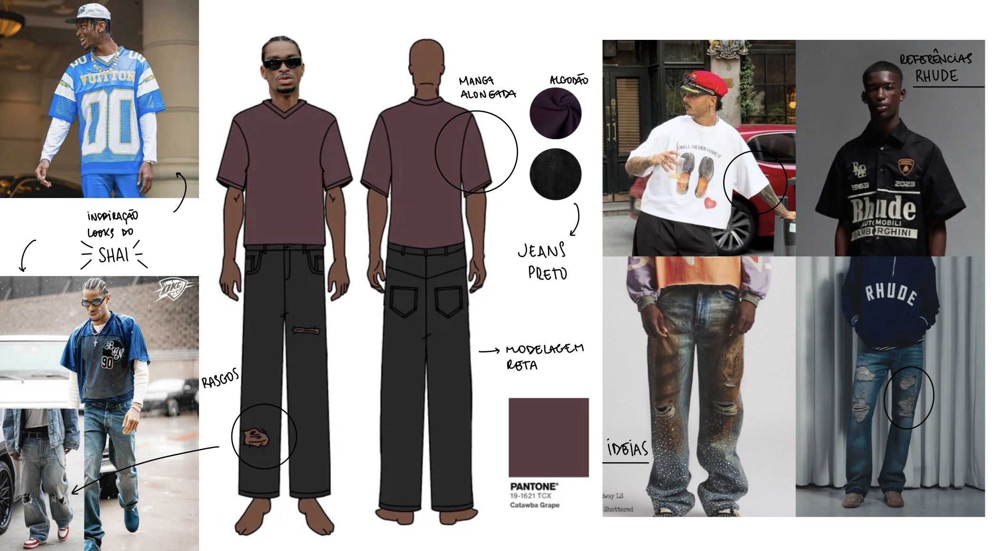 VUITTON
00
INSPIRAÇÃO
LOOKS DO
SHAI
OKC
BGN
90
RASGOS
MANGA
ALONGADA
ALGODÃO
JEANS
PRETO
MODELAGEM
RETA
PANTONE®
19-1621 TCX
Catawba Grape
I WILL NEVER HAVE IT
REFERÊNCIAS
RHUDE
1963
2023
Rhude
AUTOMOBILI
LAMBORGHINI
IDEIAS
way LS
Shattered
RHUDE